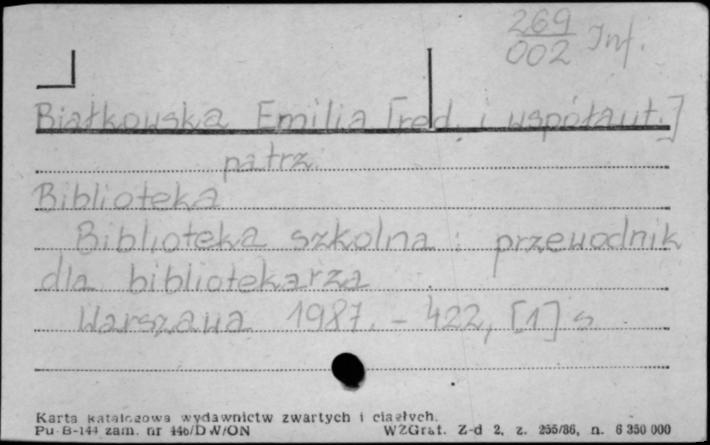 269
002 Inf.
Białkowska Emilia [red. i współaut.]
patrz
Biblioteka
Biblioteka szkolna : przewodnik
dla bibliotekarza
Warszawa 1987. – 422, [1] s
Karta katalogowa wydawnictw zwartych i ciągłych.
Pu-B-144 zam. nr 446/DW/ON WZGraf. Z-d 2, z. 255/86, n. 6 350 000